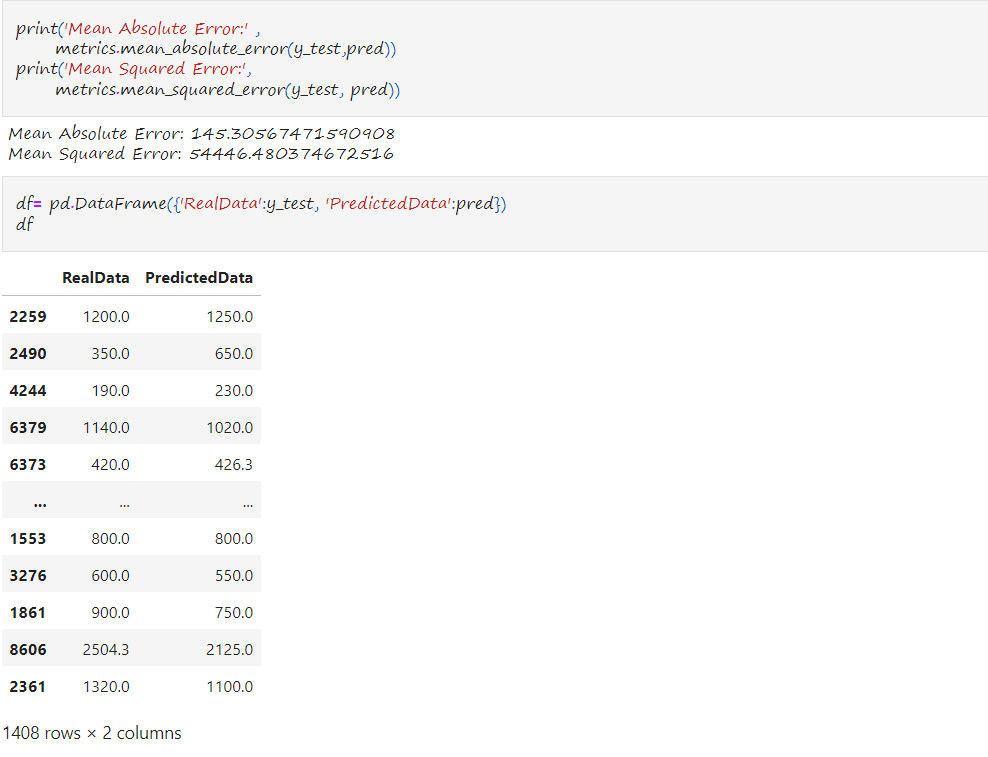 print('Mean Absolute Error:' ,
metrics.mean_absolute_error(y_test,pred))
print('Mean Squared Error:',
metrics.mean_squared_error(y_test, pred))
Mean Absolute Error: 145.30567471590908
Mean Squared Error: 54446.480374672516
df= pd.DataFrame({'RealData':y_test, 'PredictedData':pred})
df
RealData PredictedData
2259 1200.0 1250.0
2490 350.0 650.0
4244 190.0 230.0
6379 1140.0 1020.0
6373 420.0 426.3
... ... ...
1553 800.0 800.0
3276 600.0 550.0
1861 900.0 750.0
8606 2504.3 2125.0
2361 1320.0 1100.0
1408 rows × 2 columns